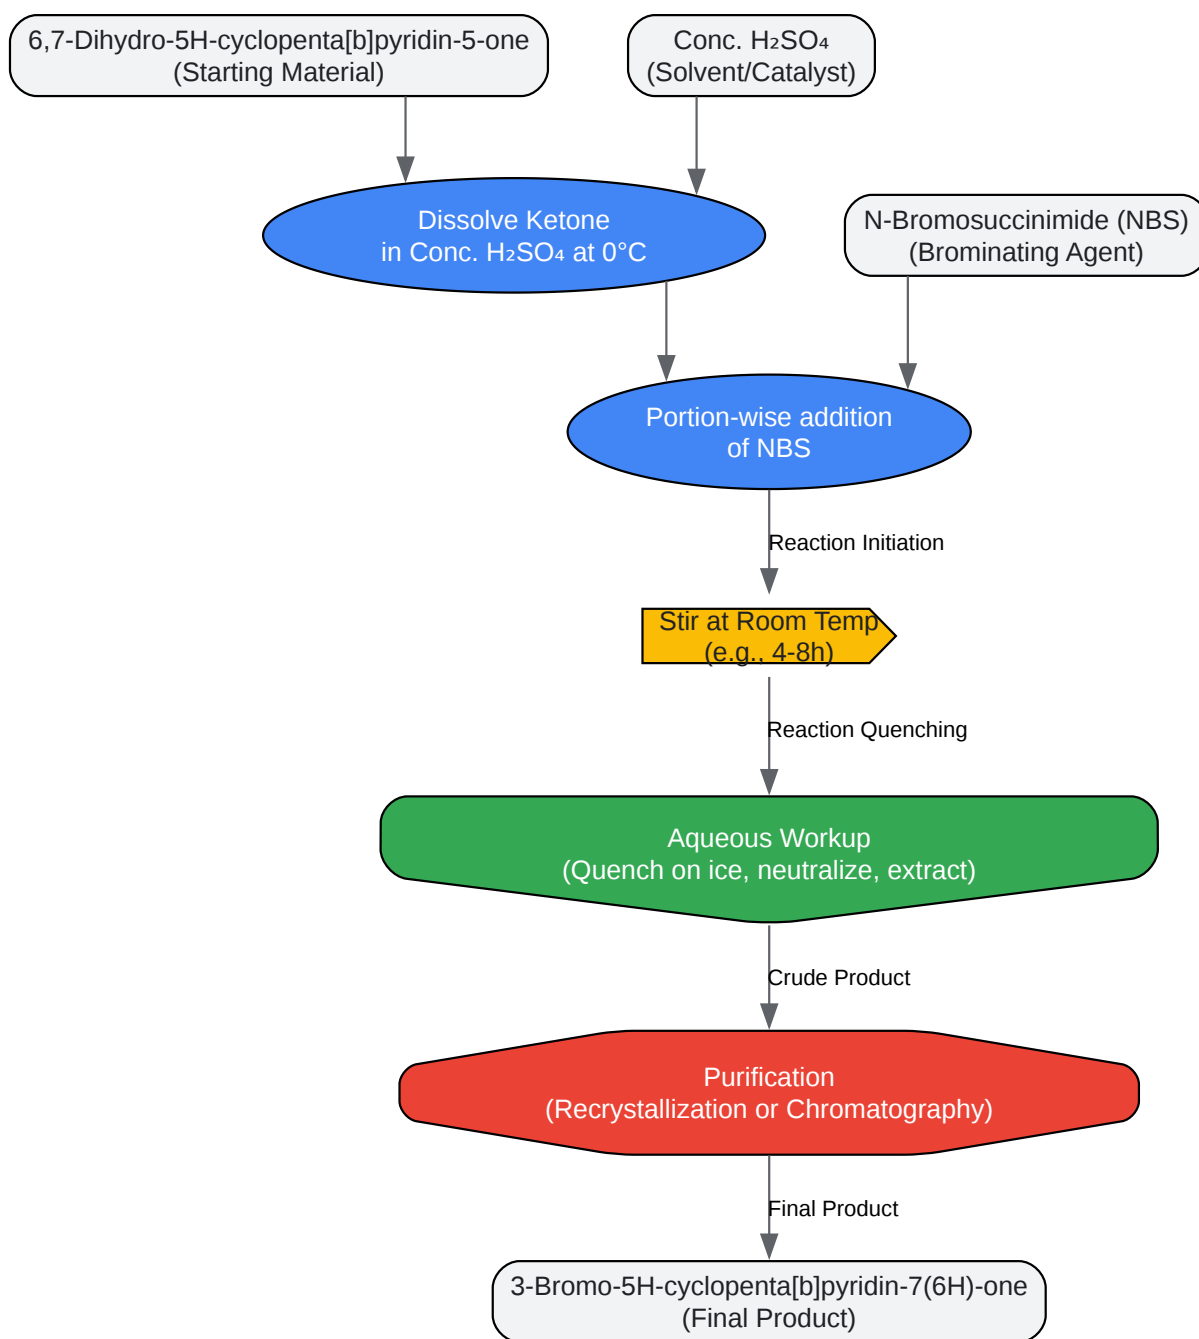 6,7-Dihydro-5H-cyclopenta[b]pyridin-5-one
(Starting Material)
Conc. H₂SO₄
(Solvent/Catalyst)
Dissolve Ketone
in Conc. H₂SO₄ at 0°C
N-Bromosuccinimide (NBS)
(Brominating Agent)
Portion-wise addition
of NBS
Reaction Initiation
Stir at Room Temp
(e.g., 4-8h)
Reaction Quenching
Aqueous Workup
(Quench on ice, neutralize, extract)
Crude Product
Purification
(Recrystallization or Chromatography)
Final Product
3-Bromo-5H-cyclopenta[b]pyridin-7(6H)-one
(Final Product)